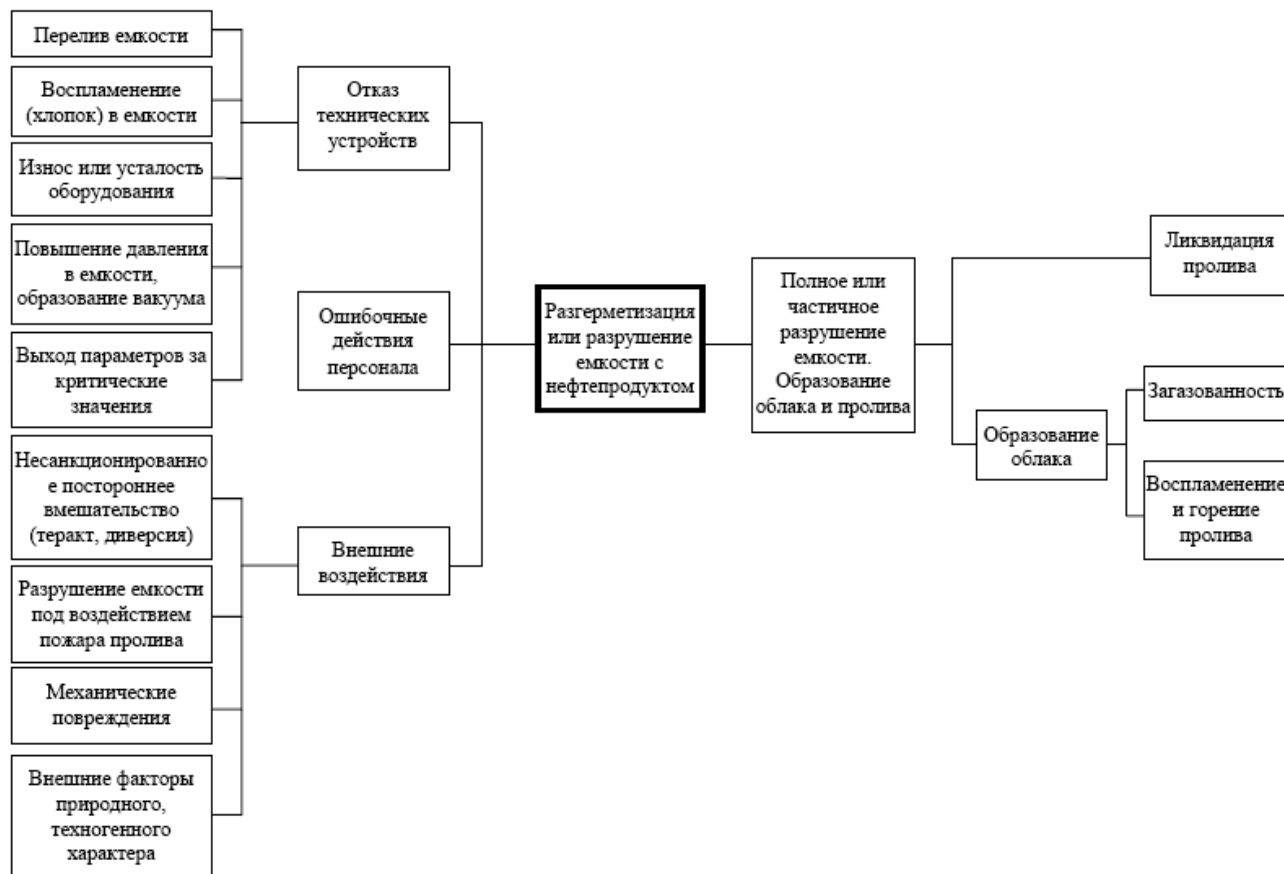 Перелив емкости
Воспламенение
(хлопок) в емкости
Износ или усталость
оборудования
Повышение давления
в емкости,
образование вакуума
Выход параметров за
критические
значения
Несанкционированно
е постороннее
вмешательство
(теракт, диверсия)
Разрушение емкости
под воздействием
пожара пролива
Механические
повреждения
Внешние факторы
природного,
техногенного
характера
Отказ
технических
устройств
Ошибочные
действия
персонала
Внешние
воздействия
Разгерметизация
или разрушение
емкости с
нефтепродуктом
Полное или
частичное
разрушение
емкости.
Образование
облака и пролива
Ликвидация
пролива
Образование
облака
Загазованность
Воспламенение
и горение
пролива